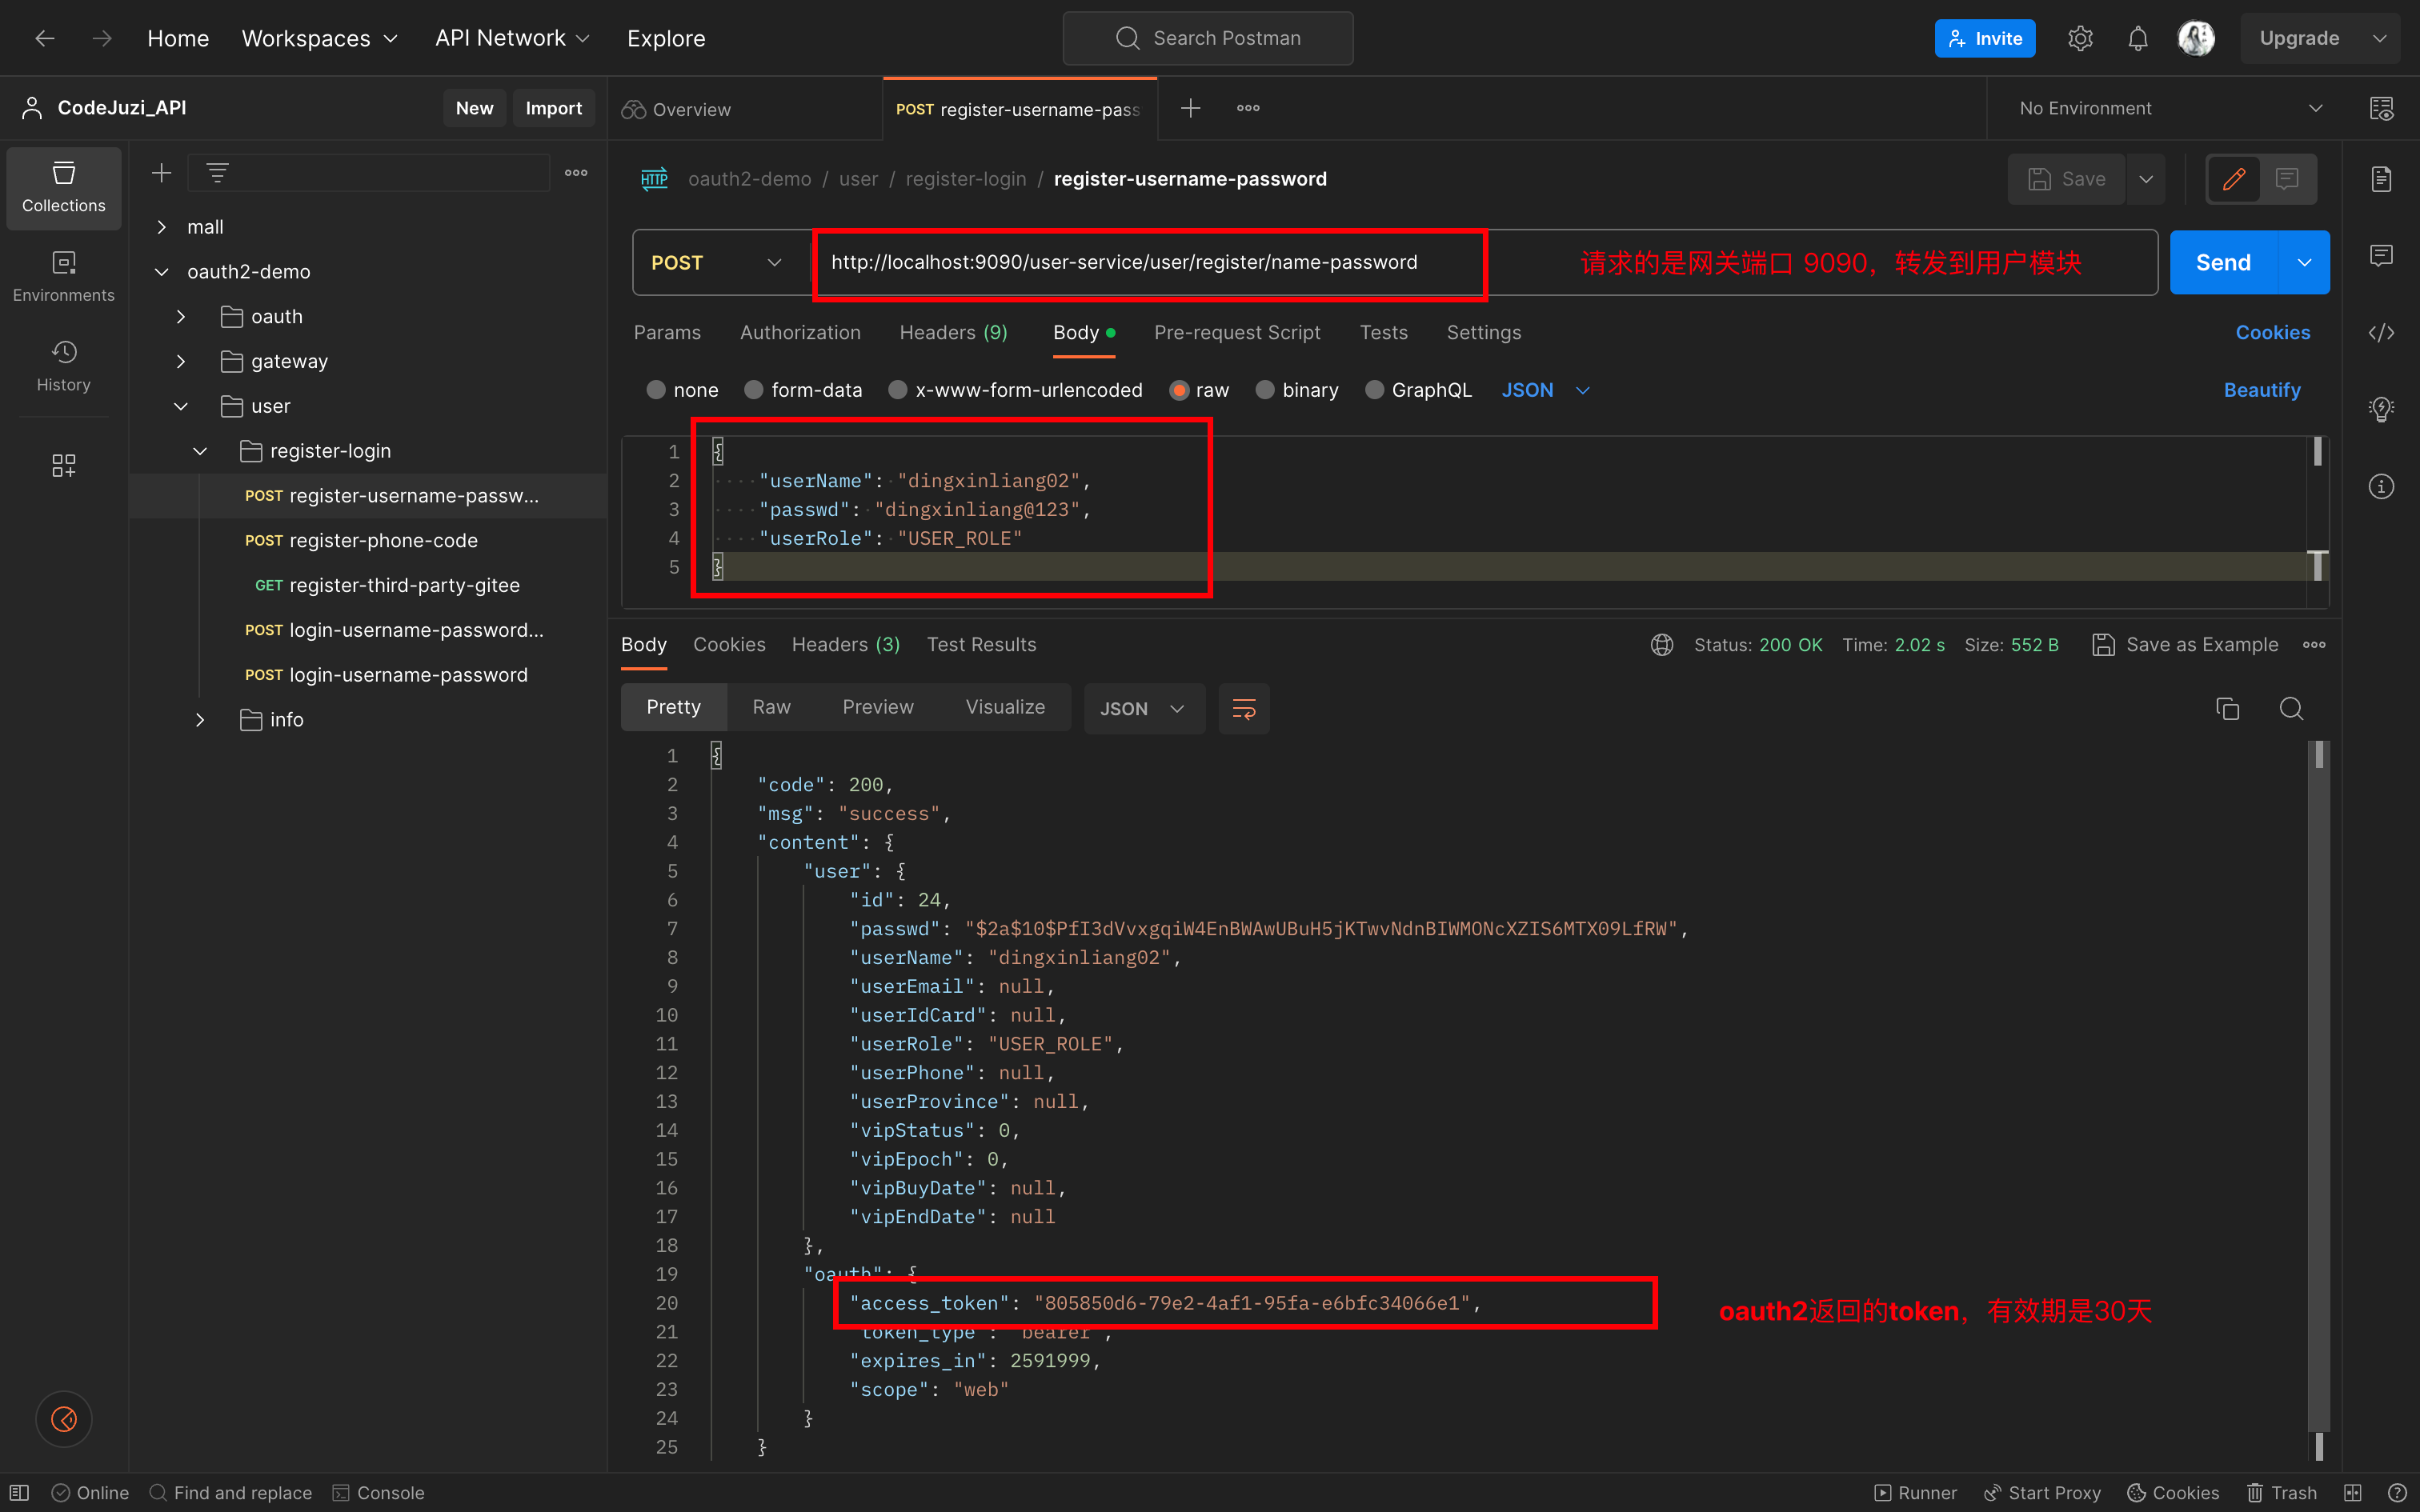 Home Workspaces API Network Explore Search Postman Invite Upgrade
CodeJuzi_API New Import Overview POST register-username-pass No Environment
Collections
Environments
History
mall
oauth2-demo
oauth
gateway
user
register-login
POST register-username-passw...
POST register-phone-code
GET register-third-party-gitee
POST login-username-password...
POST login-username-password
info
HTTP oauth2-demo / user / register-login / register-username-password Save
POST http://localhost:9090/user-service/user/register/name-password 请求的是网关端口 9090，转发到用户模块 Send
Params Authorization Headers (9) Body Pre-request Script Tests Settings Cookies
none form-data x-www-form-urlencoded raw binary GraphQL JSON Beautify
1 {
2 "userName": "dingxinliang02",
3 "passwd": "dingxinliang@123",
4 "userRole": "USER_ROLE"
5 }
Body Cookies Headers (3) Test Results Status: 200 OK Time: 2.02 s Size: 552 B Save as Example
Pretty Raw Preview Visualize JSON
1 {
2 "code": 200,
3 "msg": "success",
4 "content": {
5 "user": {
6 "id": 24,
7 "passwd": "$2a$10$PfI3dVvxgqiW4EnBWAwUBuH5jKTwvNdnBIWMONcXZIS6MTX09LfRW",
8 "userName": "dingxinliang02",
9 "userEmail": null,
10 "userIdCard": null,
11 "userRole": "USER_ROLE",
12 "userPhone": null,
13 "userProvince": null,
14 "vipStatus": 0,
15 "vipEpoch": 0,
16 "vipBuyDate": null,
17 "vipEndDate": null
18 },
19 "oauth": {
20 "access_token": "805850d6-79e2-4af1-95fa-e6bfc34066e1", oauth2返回的token，有效期是30天
21 "token_type": "bearer",
22 "expires_in": 2591999,
23 "scope": "web"
24 }
25 }
Online Find and replace Console Runner Start Proxy Cookies Trash